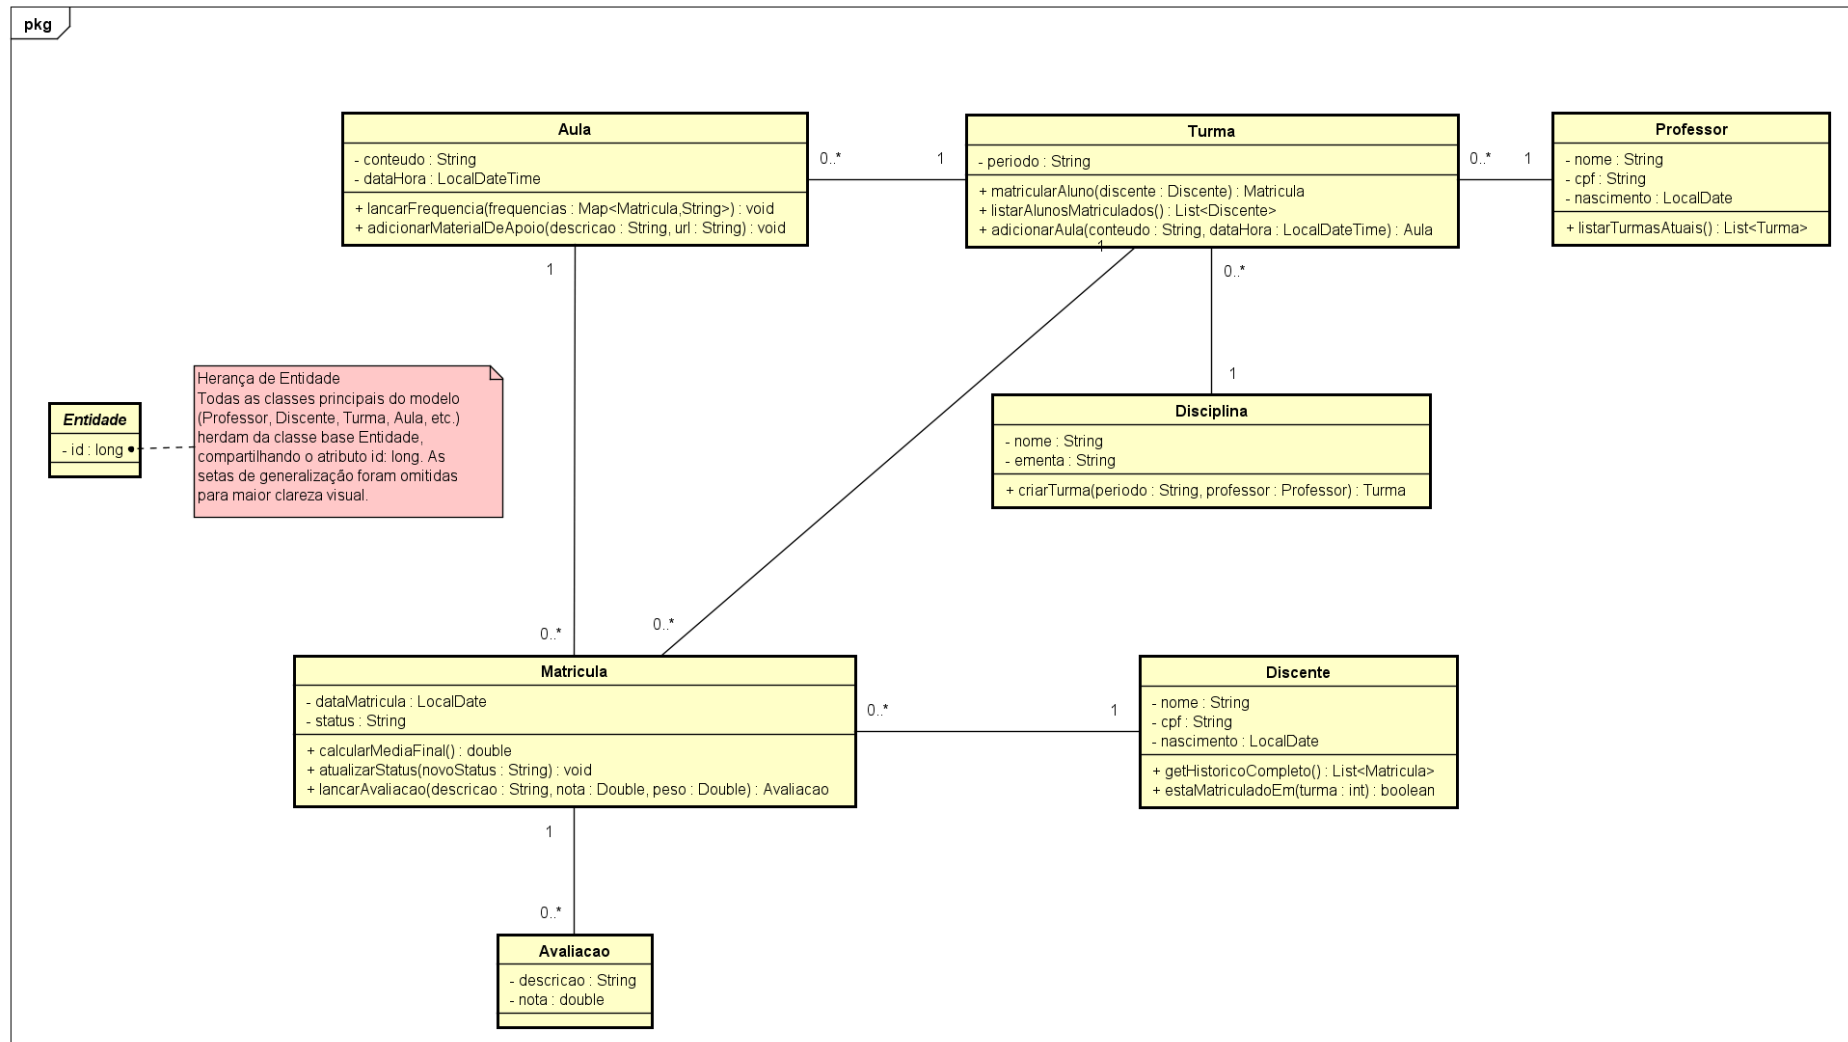 pkg
Aula
- conteudo : String
- dataHora : LocalDateTime
+ lancarFrequencia(frequencias : Map<Matricula,String>) : void
+ adicionarMaterialDeApoio(descricao : String, url : String) : void
0..*
1
Turma
- periodo : String
+ matricularAluno(discente : Discente) : Matricula
+ listarAlunosMatriculados() : List<Discente>
+ adicionarAula(conteudo : String, dataHora : LocalDateTime) : Aula
0..*
1
Professor
- nome : String
- cpf : String
- nascimento : LocalDate
+ listarTurmasAtuais() : List<Turma>
1
1
0..*
Entidade
- id : long
Herança de Entidade
Todas as classes principais do modelo
(Professor, Discente, Turma, Aula, etc.)
herdam da classe base Entidade,
compartilhando o atributo id: long. As
setas de generalização foram omitidas
para maior clareza visual.
1
Disciplina
- nome : String
- ementa : String
+ criarTurma(periodo : String, professor : Professor) : Turma
0..*
0..*
Matricula
- dataMatricula : LocalDate
- status : String
+ calcularMediaFinal() : double
+ atualizarStatus(novoStatus : String) : void
+ lancarAvaliacao(descricao : String, nota : Double, peso : Double) : Avaliacao
0..*
1
Discente
- nome : String
- cpf : String
- nascimento : LocalDate
+ getHistoricoCompleto() : List<Matricula>
+ estaMatriculadoEm(turma : int) : boolean
1
0..*
Avaliacao
- descricao : String
- nota : double